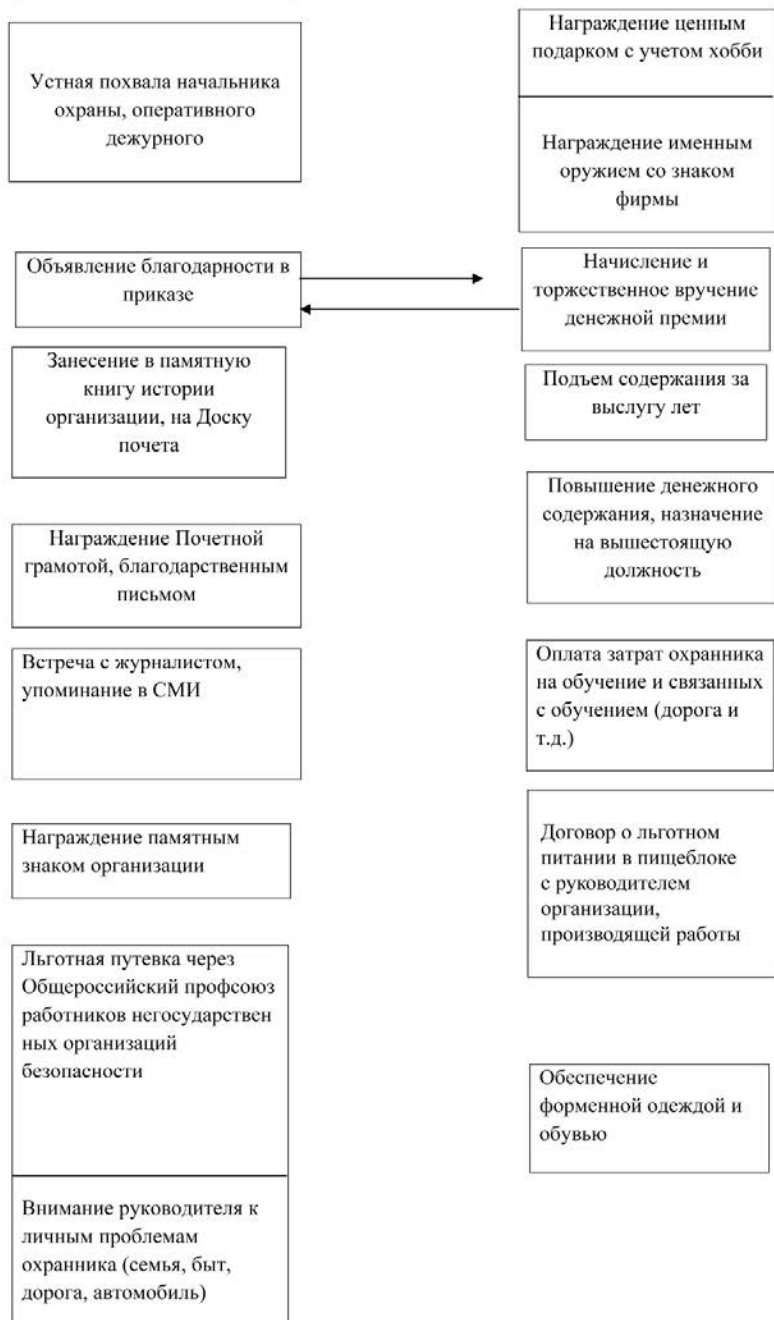 Устная похвала начальника
охраны, оперативного
дежурного
Объявление благодарности в
приказе
Занесение в памятную
книгу истории
организации, на Доску
почета
Награждение Почетной
грамотой, благодарственным
письмом
Встреча с журналистом,
упоминание в СМИ
Награждение памятным
знаком организации
Льготная путевка через
Общероссийский профсоюз
работников негосударствен
ных организаций
безопасности
Внимание руководителя к
личным проблемам
охранника (семья, быт,
дорога, автомобиль)
Награждение ценным
подарком с учетом хобби
Награждение именным
оружием со знаком
фирмы
Начисление и
торжественное вручение
денежной премии
Подъем содержания за
выслугу лет
Повышение денежного
содержания, назначение
на вышестоящую
должность
Оплата затрат охранника
на обучение и связанных
с обучением (дорога и
т.д.)
Договор о льготном
питании в пищеблоке
с руководителем
организации,
производящей работы
Обеспечение
форменной одеждой и
обувью